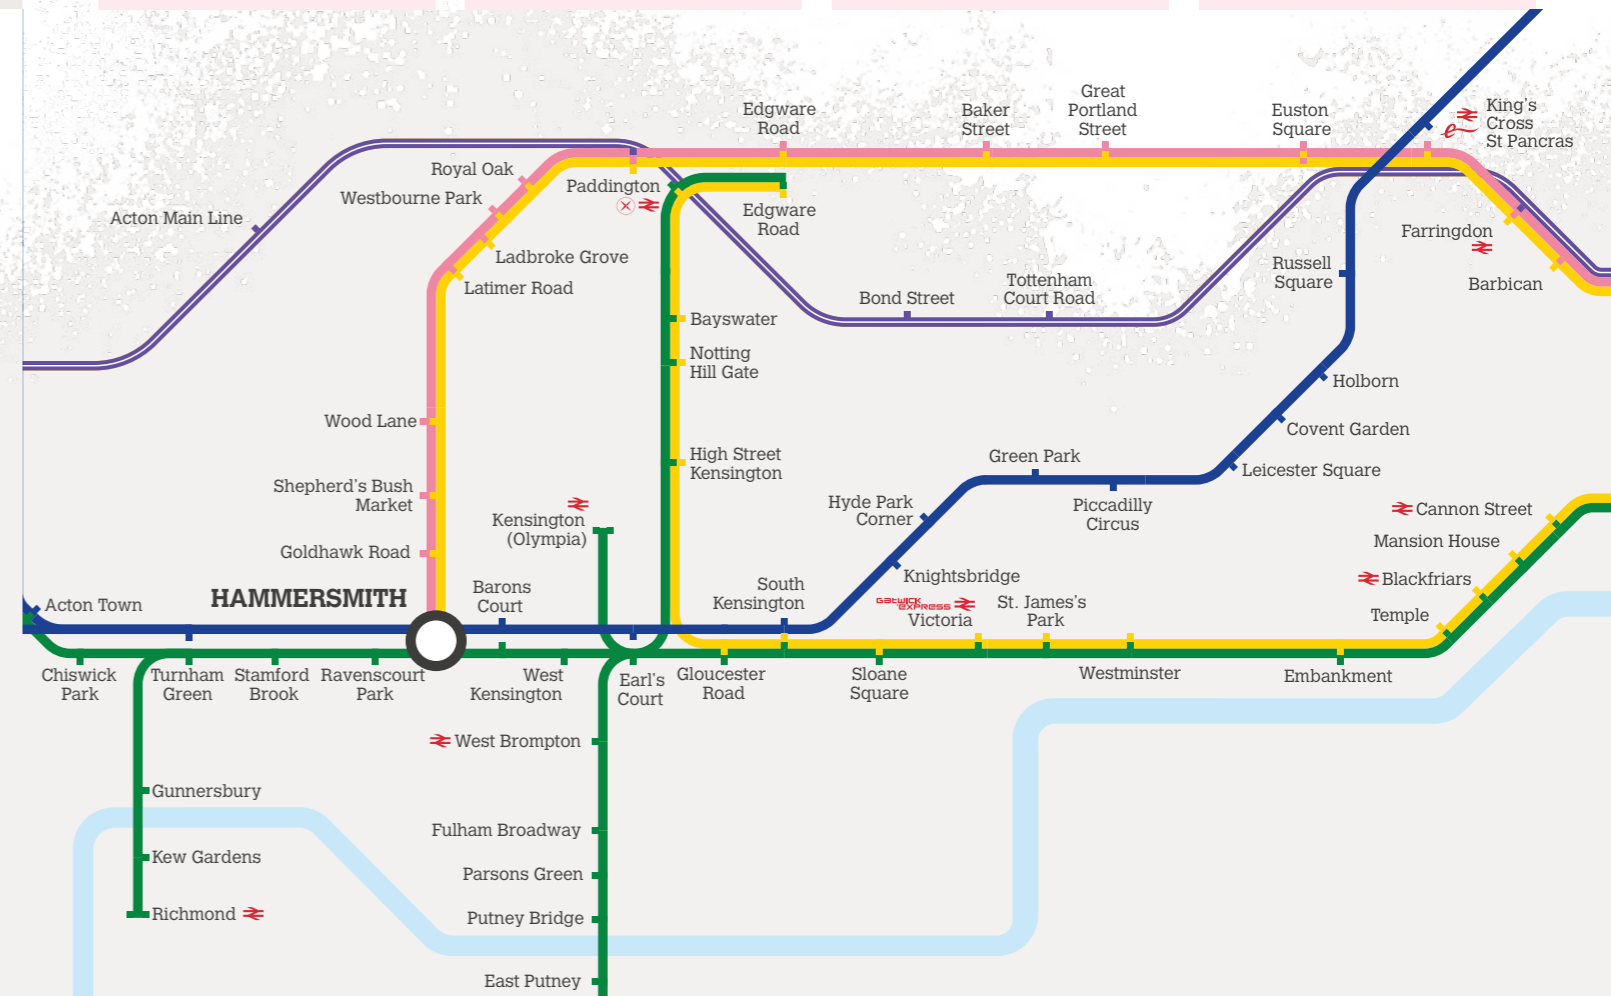 Edgware
Road
Baker
Street
Great
Portland
Street
Euston
Square
King's
Cross
St Pancras
e
Royal Oak
Westbourne Park
Paddington
Acton Main Line
Edgware
Road
Farringdon
Ladbroke Grove
Latimer Road
Russell
Square
Barbican
Bond Street
Tottenham
Court Road
Bayswater
Notting
Hill Gate
Holborn
Wood Lane
Covent Garden
High Street
Kensington
Green Park
Leicester Square
Shepherd's Bush
Market
Hyde Park
Corner
Piccadilly
Circus
Cannon Street
Kensington
(Olympia)
Mansion House
Goldhawk Road
Knightsbridge
Blackfriars
HAMMERSMITH
Acton Town
Barons
Court
South
Kensington
GATWICK
EXPRESS
Victoria
St. James's
Park
Temple
Chiswick
Park
Turnham
Green
Stamford
Brook
Ravenscourt
Park
West
Kensington
Earl's
Court
Gloucester
Road
Sloane
Square
Westminster
Embankment
West Brompton
Gunnersbury
Fulham Broadway
Kew Gardens
Parsons Green
Richmond
Putney Bridge
East Putney